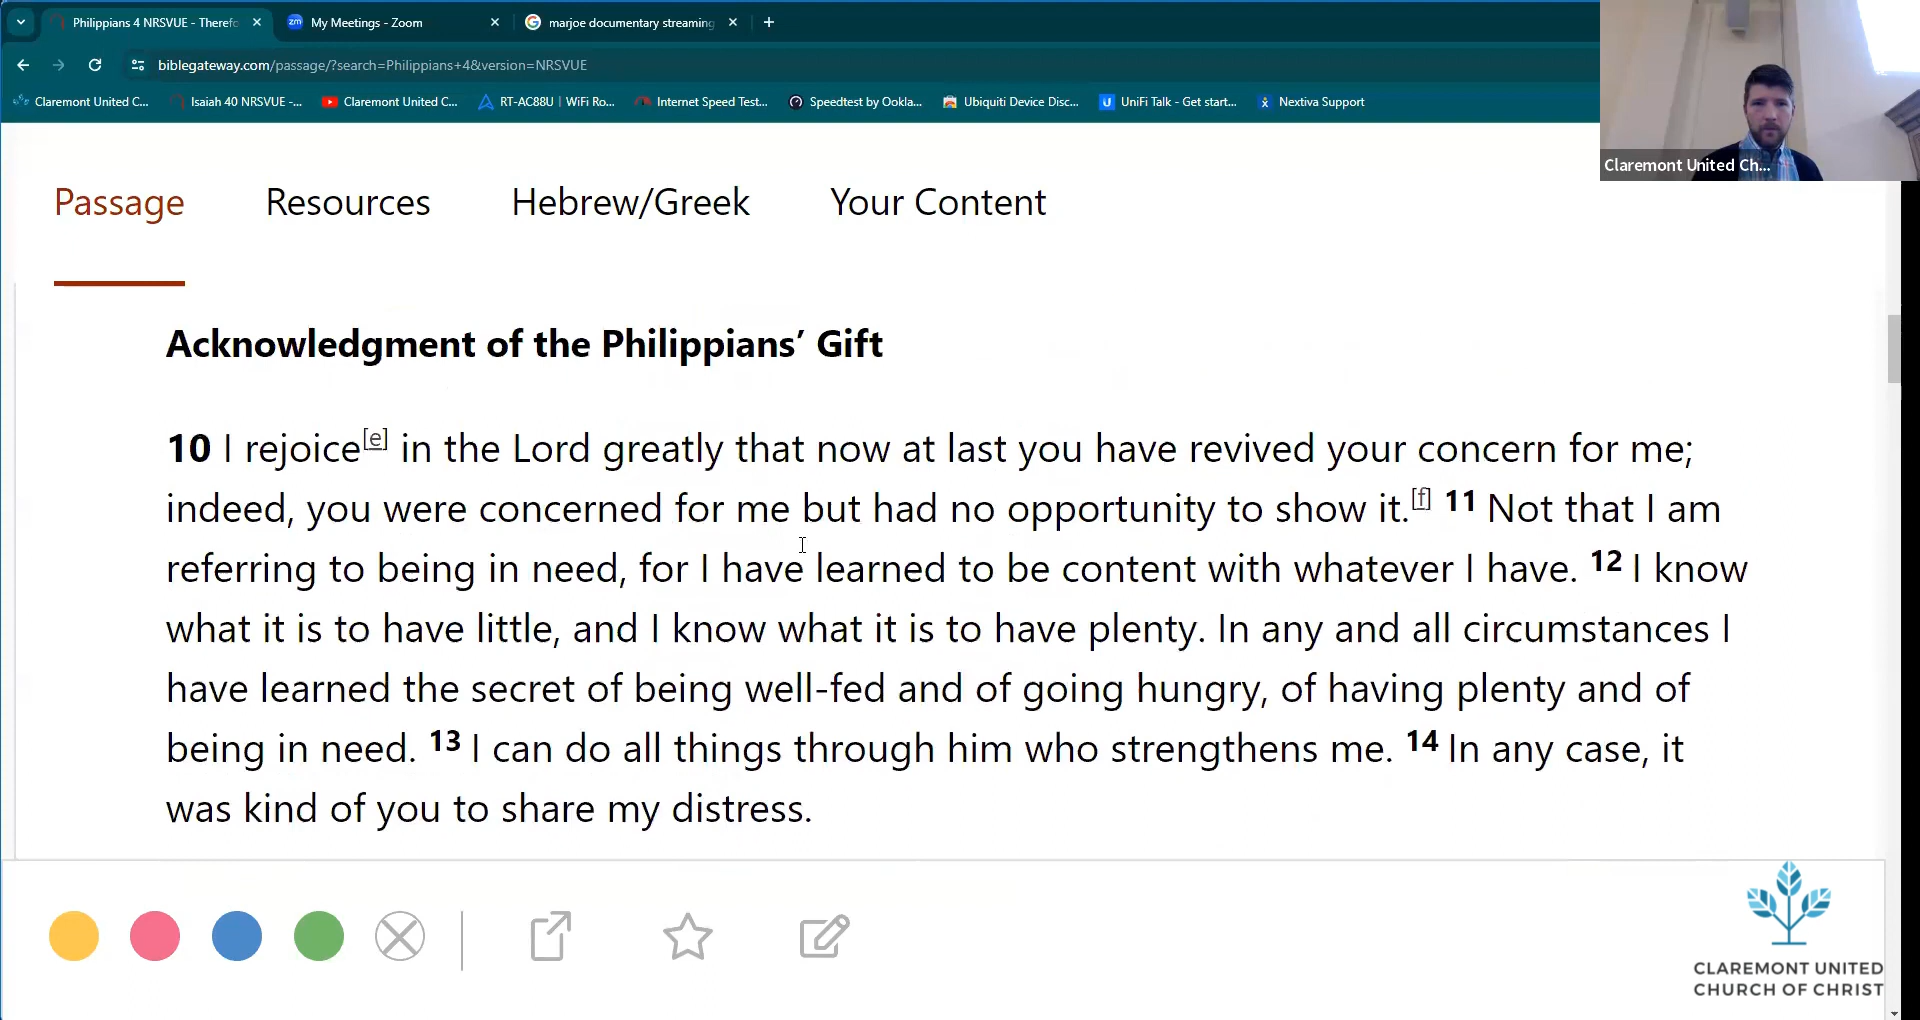 Philippians 4 NRSVUE - Therefo
My Meetings - Zoom
marjoe documentary streaming
biblegateway.com/passage/?search=Philippians+4&version=NRSVUE
Claremont United C...
Isaiah 40 NRSVUE -...
Claremont United C...
RT-AC88U | WiFi Ro...
Internet Speed Test...
Speedtest by Ookla...
Ubiquiti Device Disc...
UniFi Talk - Get start...
Nextiva Support
Claremont United Ch...
Passage
Resources
Hebrew/Greek
Your Content
Acknowledgment of the Philippians’ Gift
10 I rejoice[e] in the Lord greatly that now at last you have revived your concern for me;
indeed, you were concerned for me but had no opportunity to show it.[f] 11 Not that I am
referring to being in need, for I have learned to be content with whatever I have. 12 I know
what it is to have little, and I know what it is to have plenty. In any and all circumstances I
have learned the secret of being well-fed and of going hungry, of having plenty and of
being in need. 13 I can do all things through him who strengthens me. 14 In any case, it
was kind of you to share my distress.
CLAREMONT UNITED
CHURCH OF CHRIST